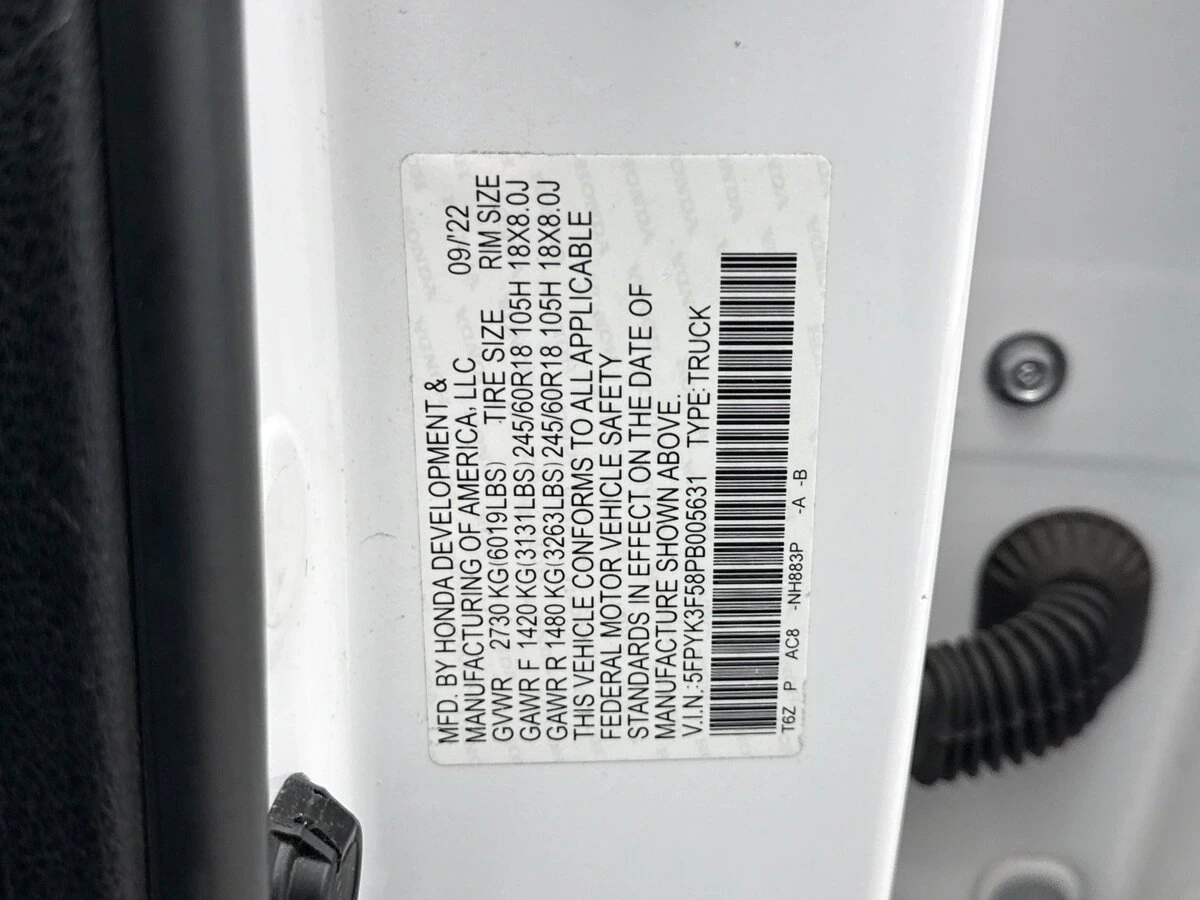 MFD. BY HONDA DEVELOPMENT &
MANUFACTURING OF AMERICA, LLC 09/'22
GVWR 2730 KG(6019LBS) TIRE SIZE RIM SIZE
GAWR F 1420 KG(3131LBS) 245/60R18 105H 18X8.0J
GAWR R 1480 KG(3263LBS) 245/60R18 105H 18X8.0J
THIS VEHICLE CONFORMS TO ALL APPLICABLE
FEDERAL MOTOR VEHICLE SAFETY
STANDARDS IN EFFECT ON THE DATE OF
MANUFACTURE SHOWN ABOVE.
V.I.N.:5FPYK3F58PB005631 TYPE:TRUCK
T6Z P AC8 -NH883P -A -B